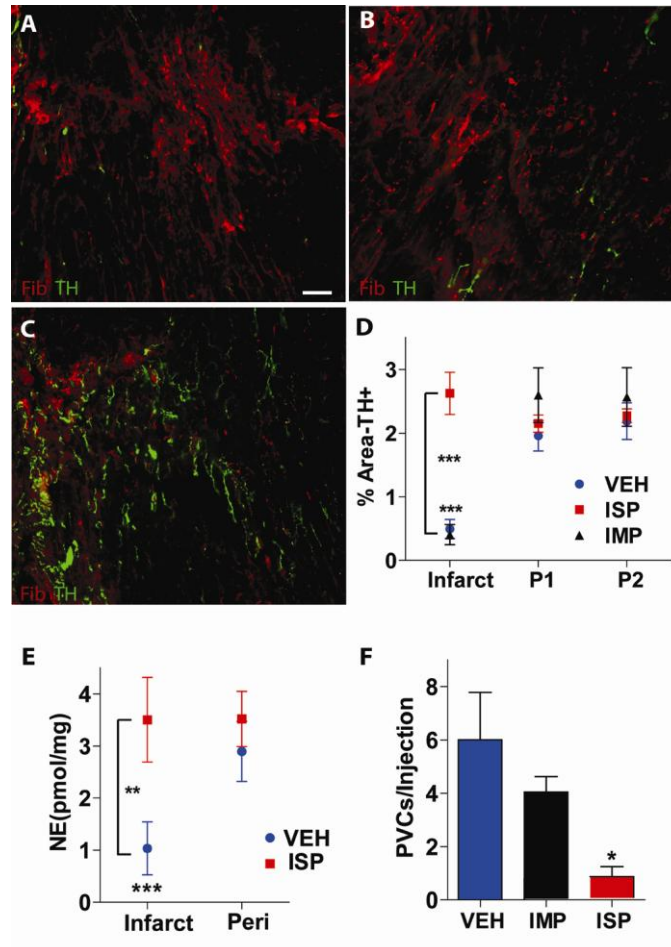 A
Fib TH
B
Fib TH
C
Fib TH
D
% Area-TH+
3
2
1
0
***
***
VEH
ISP
IMP
Infarct P1 P2
E
NE(pmol/mg)
4
3
2
1
0
**
***
VEH
ISP
Infarct Peri
F
PVCs/Injection
8
6
4
2
0
*
VEH IMP ISP